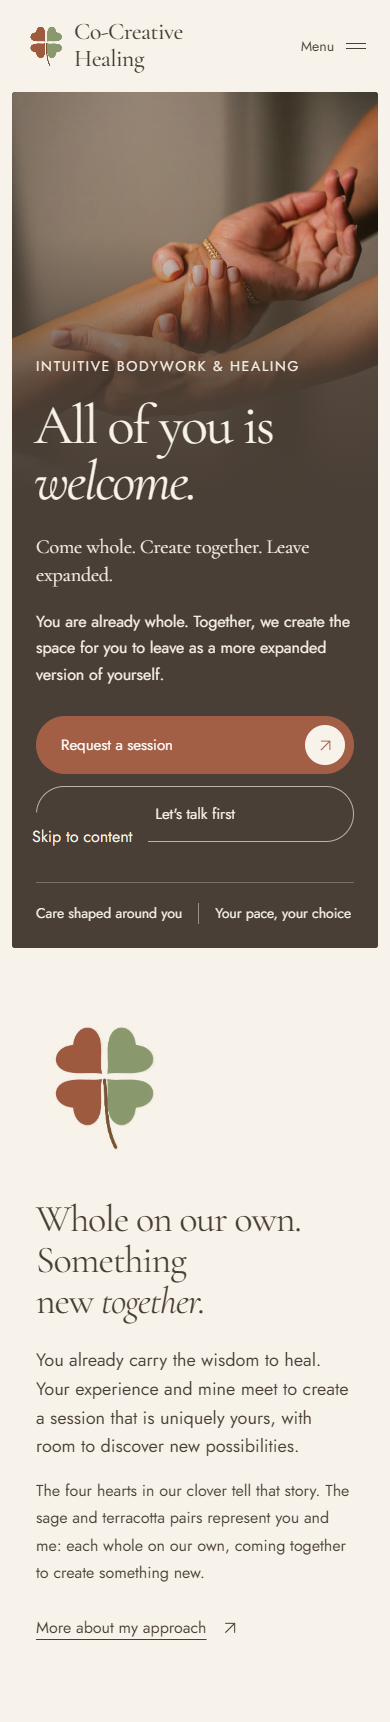 Co-Creative
Healing
Menu
INTUITIVE BODYWORK & HEALING
All of you is
welcome.
Come whole. Create together. Leave
expanded.
You are already whole. Together, we create the
space for you to leave as a more expanded
version of yourself.
Request a session
Let's talk first
Skip to content
Care shaped around you
Your pace, your choice
Whole on our own.
Something
new together.
You already carry the wisdom to heal.
Your experience and mine meet to create
a session that is uniquely yours, with
room to discover new possibilities.
The four hearts in our clover tell that story. The
sage and terracotta pairs represent you and
me: each whole on our own, coming together
to create something new.
More about my approach